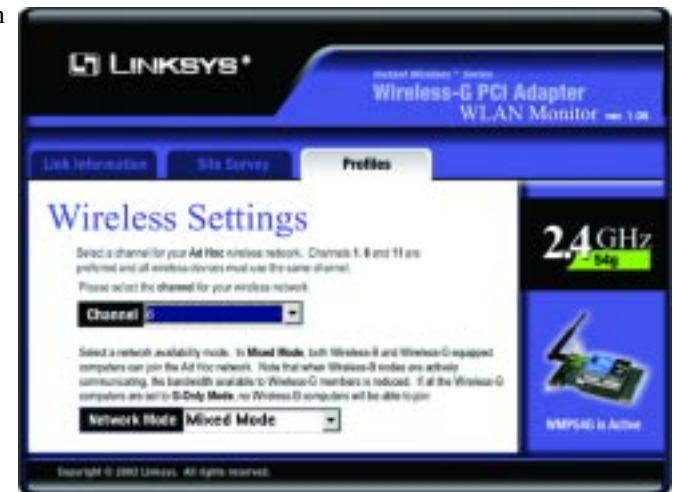 n
LINKSYS®
Instant Wireless™ Series
Wireless-G PCI Adapter
WLAN Monitor ver. 1.00
Link Information
Site Survey
Profiles
Wireless Settings
Select a channel for your Ad Hoc wireless network. Channels 1, 6 and 11 are
preferred and all wireless devices must use the same channel.
Please select the channel for your wireless network.
Channel 6
Select a network availability mode. In Mixed Mode, both Wireless-B and Wireless-G equipped
computers can join the Ad Hoc network. Note that when Wireless-B nodes are actively
communicating, the bandwidth available to Wireless-G members is reduced. If all the Wireless-G
computers are set to G-Only Mode, no Wireless-B computers will be able to join
Network Mode Mixed Mode
2.4 GHz
54g
WMP54G is Active
Copyright © 2002 Linksys. All rights reserved.